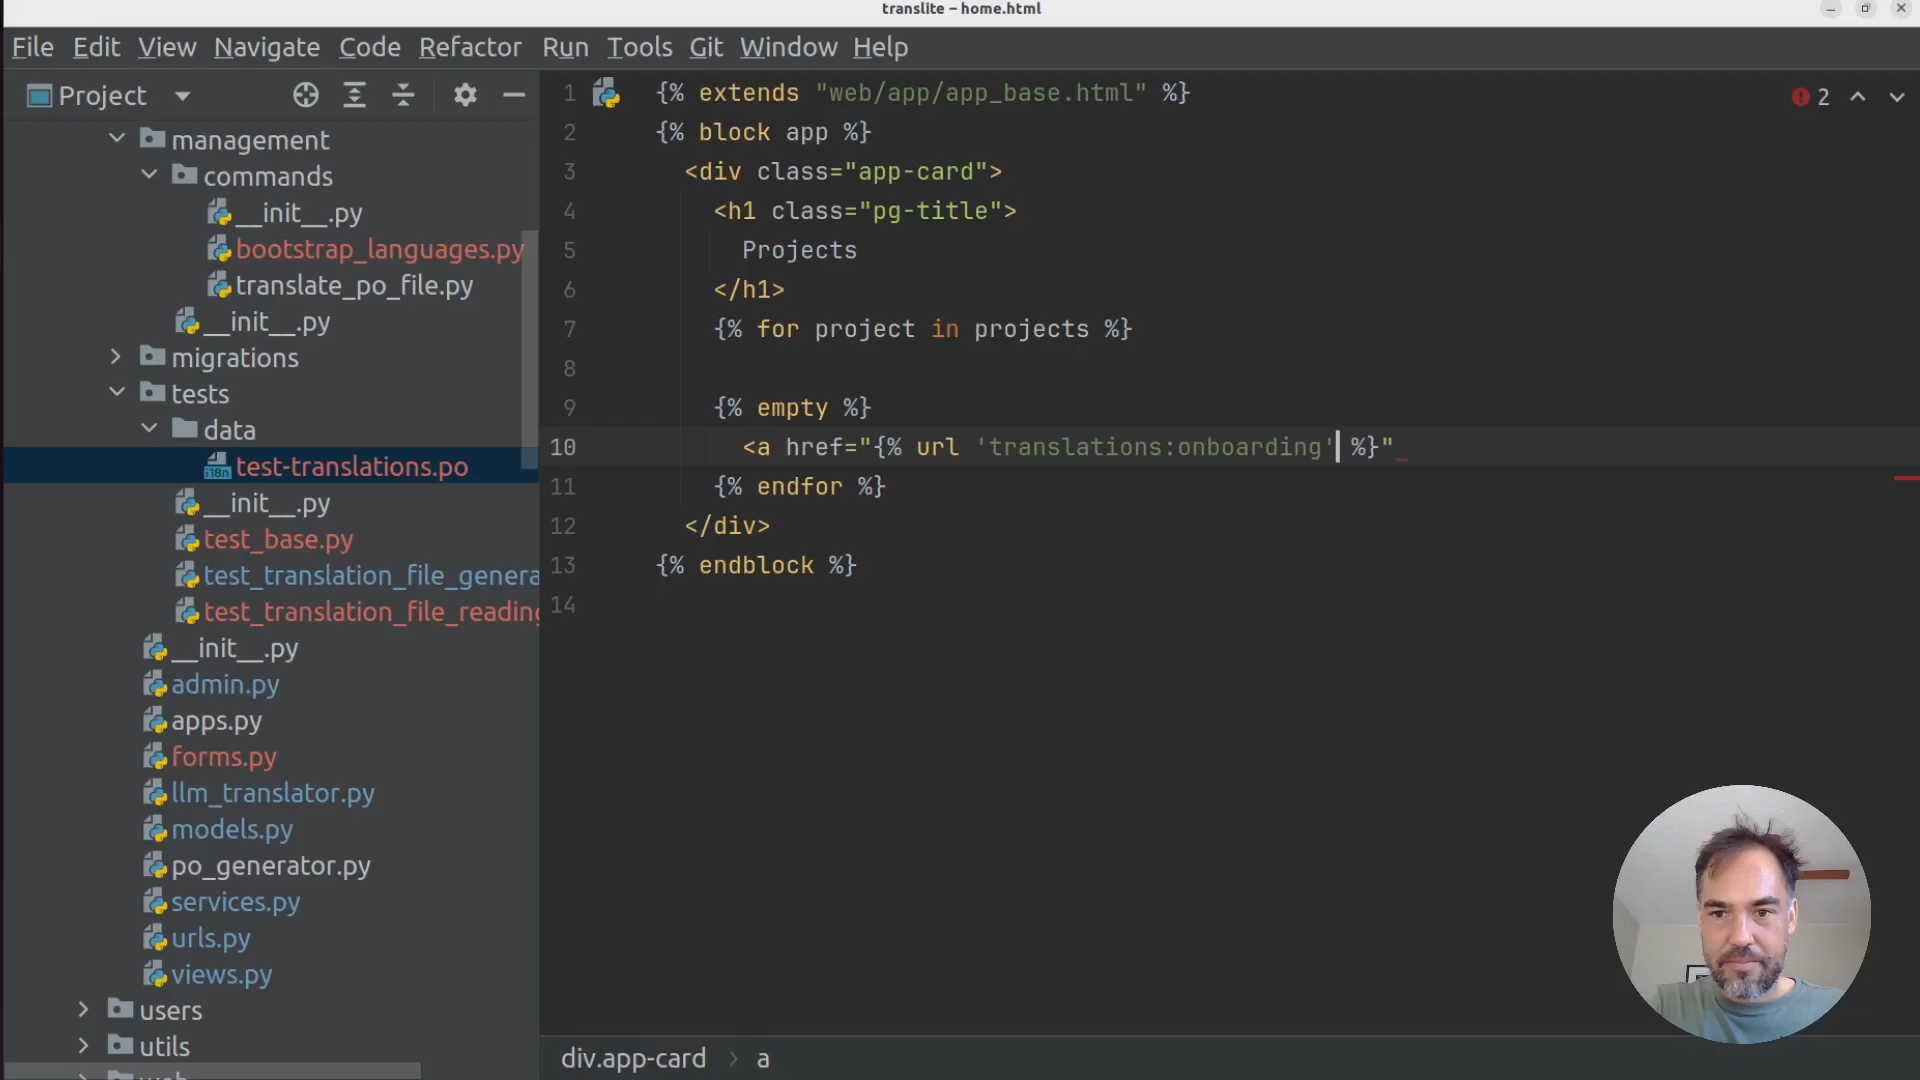 translite – home.html
File Edit View Navigate Code Refactor Run Tools Git Window Help
Project
management
commands
__init__.py
bootstrap_languages.py
translate_po_file.py
__init__.py
migrations
tests
data
test-translations.po
__init__.py
test_base.py
test_translation_file_genera
test_translation_file_reading
__init__.py
admin.py
apps.py
forms.py
llm_translator.py
models.py
po_generator.py
services.py
urls.py
views.py
users
utils
1 {% extends "web/app/app_base.html" %}
2 {% block app %}
3 <div class="app-card">
4 <h1 class="pg-title">
5 Projects
6 </h1>
7 {% for project in projects %}
8
9 {% empty %}
10 <a href="{% url 'translations:onboarding' %}"
11 {% endfor %}
12 </div>
13 {% endblock %}
14
2
div.app-card > a